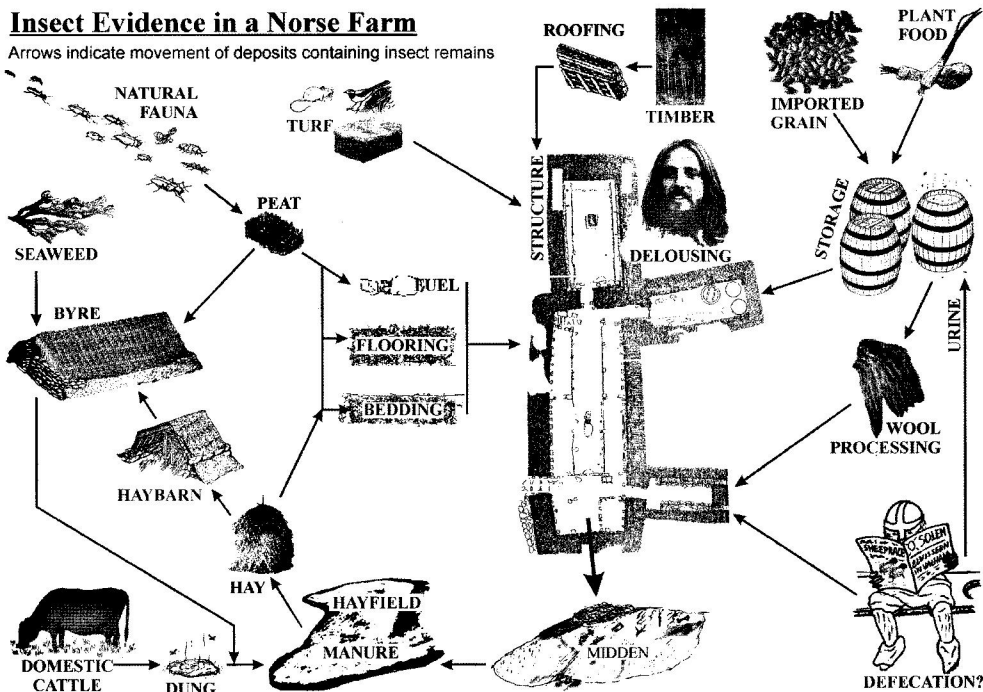 Insect Evidence in a Norse Farm
Arrows indicate movement of deposits containing insect remains
NATURAL
FAUNA
TURF
ROOFING
TIMBER
IMPORTED
GRAIN
PLANT
FOOD
SEAWEED
PEAT
STRUCTURE
DELOUSING
STORAGE
BYRE
FUEL
FLOORING
BEDDING
URINE
WOOL
PROCESSING
HAYBARN
HAY
HAYFIELD
MANURE
MIDDEN
DOMESTIC
CATTLE
DUNG
O. SOLEM
DEFECATION?